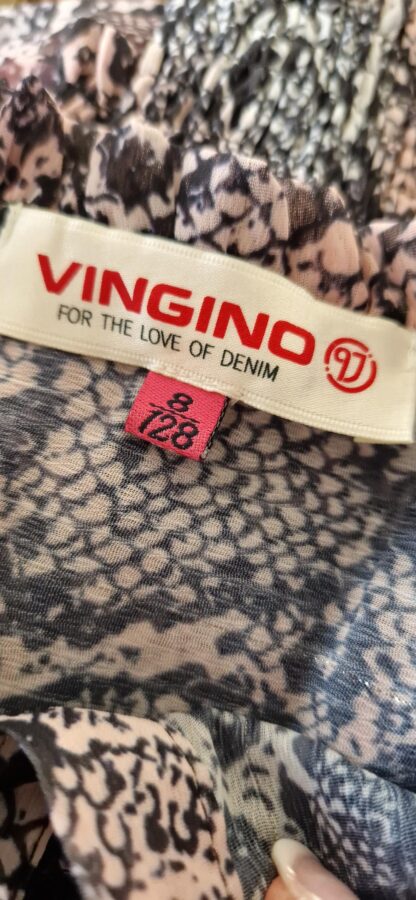 VINGINO
FOR THE LOVE OF DENIM
8
128